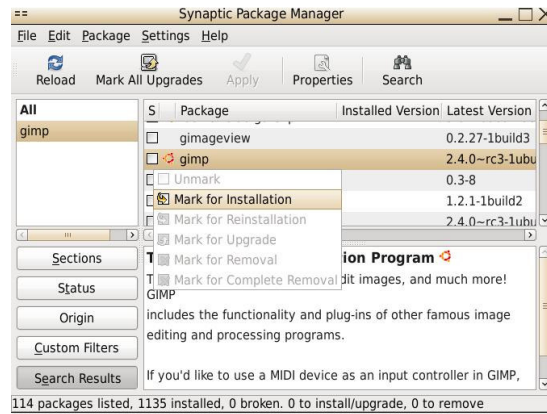 Synaptic Package Manager
File Edit Package Settings Help
Reload Mark All Upgrades Apply Properties Search
All
gimp
S Package Installed Version Latest Version
gimageview 0.2.27-1build3
gimp 2.4.0~rc3-1ubu
Unmark 0.3-8
Mark for Installation 1.2.1-1build2
Mark for Reinstallation 2.4.0~rc3-1ubu
Mark for Upgrade
Mark for Removal
Mark for Complete Removal
Sections
Status
Origin
Custom Filters
Search Results
T ion Program
T dit images, and much more!
GIMP
includes the functionality and plug-ins of other famous image
editing and processing programs.
If you'd like to use a MIDI device as an input controller in GIMP,
114 packages listed, 1135 installed, 0 broken. 0 to install/upgrade, 0 to remove